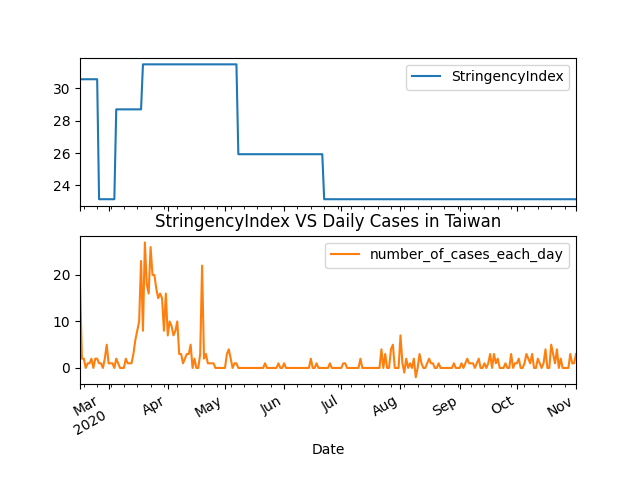 30
28
26
24
StringencyIndex
StringencyIndex VS Daily Cases in Taiwan
20
10
0
number_of_cases_each_day
Mar
2020
Apr
May
Jun
Jul
Aug
Sep
Oct
Nov
Date